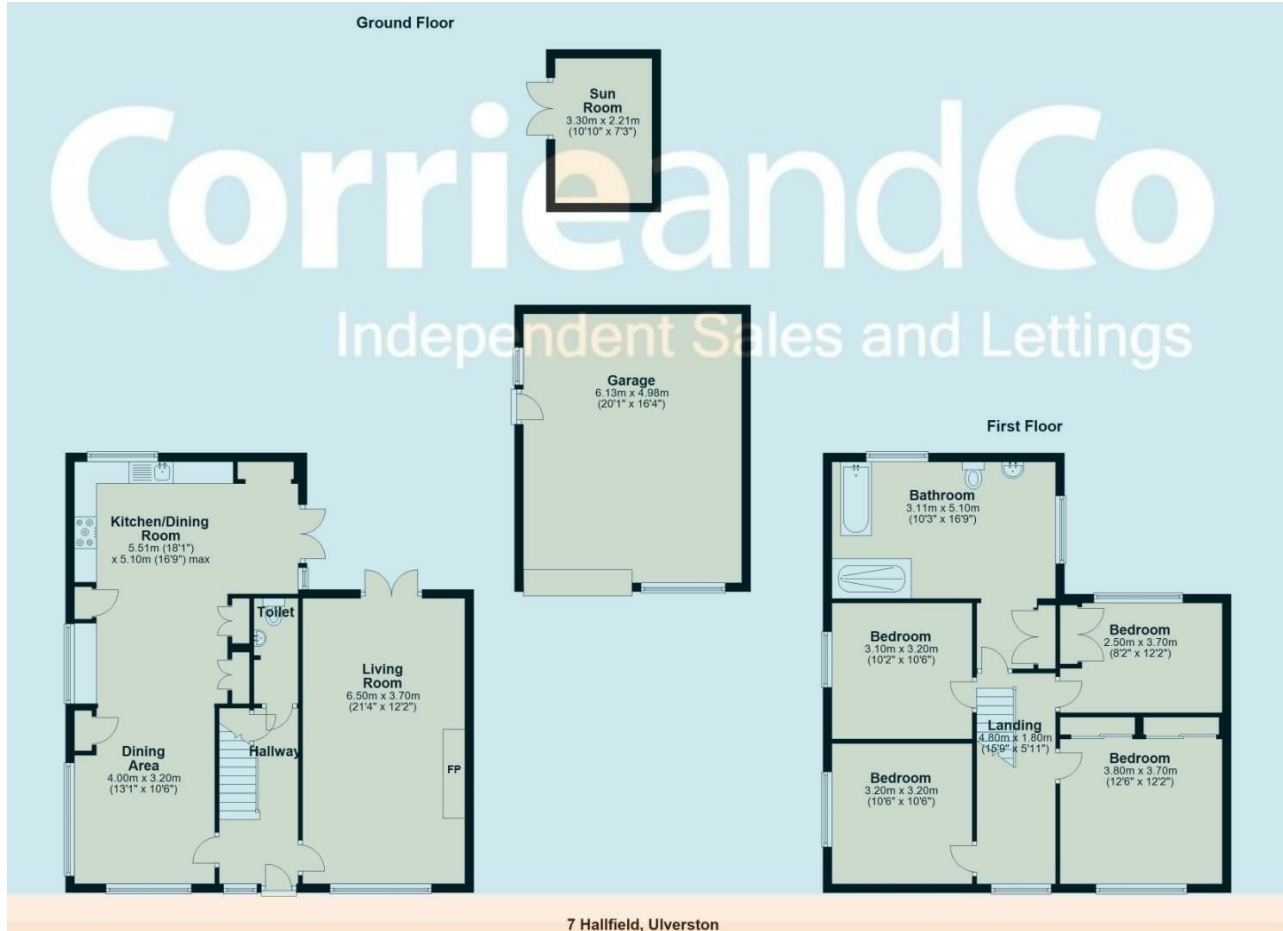 Ground Floor
Sun
Room
3.30m x 2.21m
(10'10" x 7'3")
CorrieandCo
Independent Sales and Lettings
Garage
6.13m x 4.98m
(20'1" x 16'4")
Kitchen/Dining
Room
5.51m (18'1")
x 5.10m (16'9") max
Toilet
Living
Room
6.50m x 3.70m
(21'4" x 12'2")
Hallway
Dining
Area
4.00m x 3.20m
(13'1" x 10'6")
FP
First Floor
Bathroom
3.11m x 5.10m
(10'3" x 16'9")
Bedroom
3.10m x 3.20m
(10'2" x 10'6")
Bedroom
2.50m x 3.70m
(8'2" x 12'2")
Landing
4.80m x 1.80m
(15'9" x 5'11")
Bedroom
3.20m x 3.20m
(10'6" x 10'6")
Bedroom
3.80m x 3.70m
(12'6" x 12'2")
7 Hallfield, Ulverston